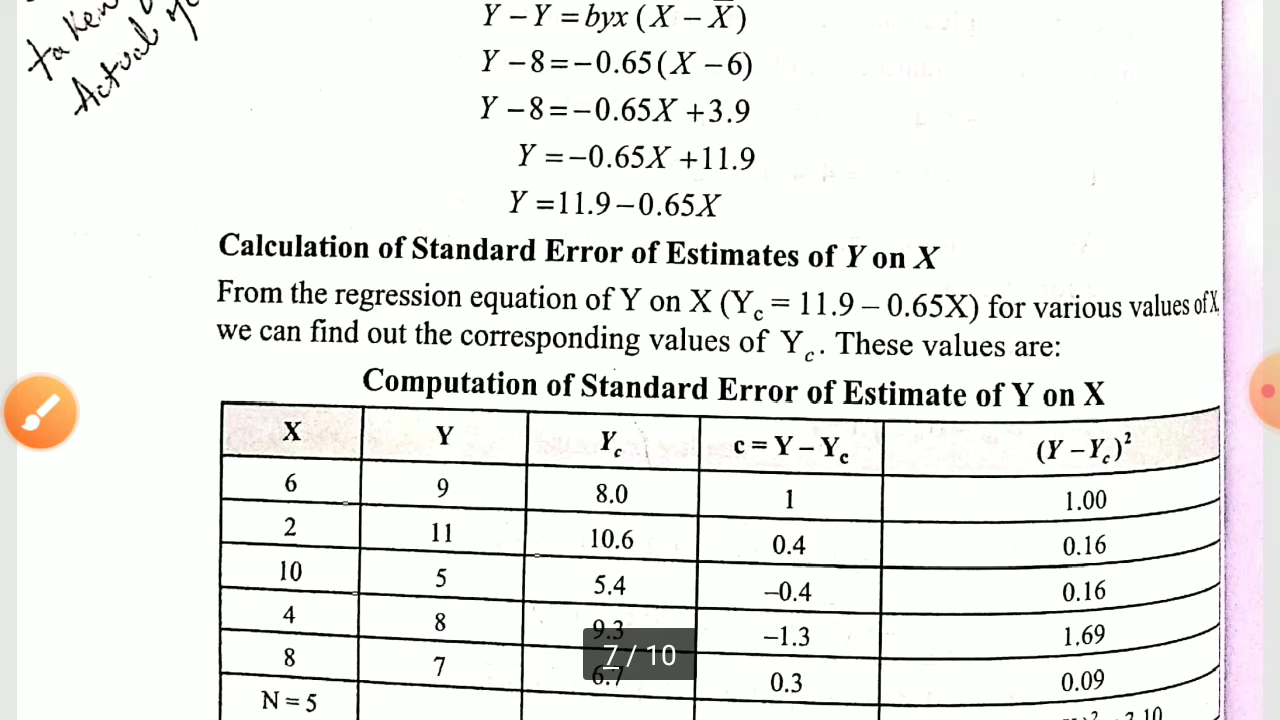 taken
Actual
Y – Y = byx (X – X̄)
Y – 8 = –0.65(X – 6)
Y – 8 = –0.65X + 3.9
Y = –0.65X + 11.9
Y = 11.9 – 0.65X
Calculation of Standard Error of Estimates of Y on X
From the regression equation of Y on X (Yc = 11.9 – 0.65X) for various values of X,
we can find out the corresponding values of Yc. These values are:
Computation of Standard Error of Estimate of Y on X
X Y Yc c = Y – Yc (Y – Yc)²
6 9 8.0 1 1.00
2 11 10.6 0.4 0.16
10 5 5.4 –0.4 0.16
4 8 9.3 –1.3 1.69
8 7 6.7 0.3 0.09
7 / 10
N = 5